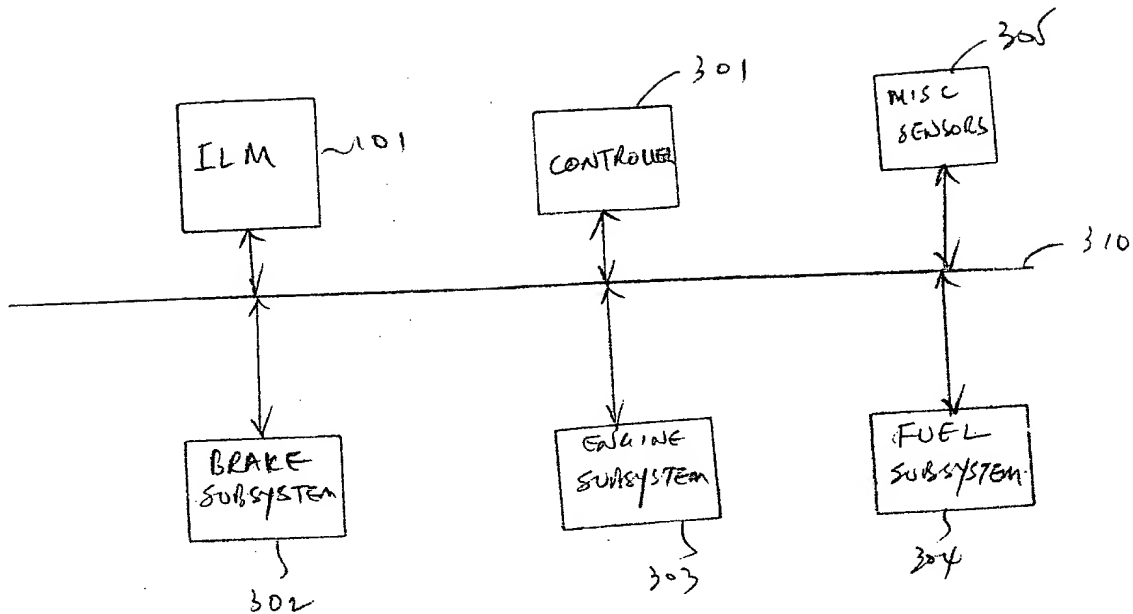 305
301
MISC
SENSORS
ILM
101
CONTROLLER
310
BRAKE
SUBSYSTEM
ENGINE
SUBSYSTEM
FUEL
SUBSYSTEM
302
303
304